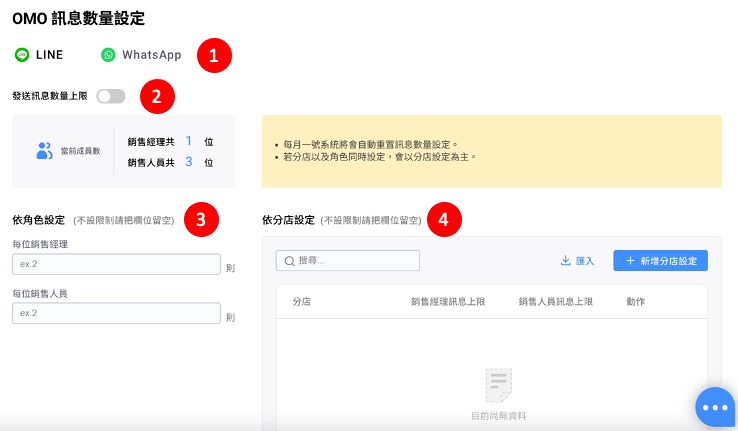 OMO 訊息數量設定
LINE WhatsApp 1
發送訊息數量上限 2
當前成員數
銷售經理共 1 位
銷售人員共 3 位
每月一號系統將會自動重置訊息數量設定。
若分店以及角色同時設定，會以分店設定為主。
依角色設定 (不設限制請把欄位留空) 3
每位銷售經理
ex.2 則
每位銷售人員
ex.2 則
依分店設定 (不設限制請把欄位留空) 4
搜尋... 匯入 + 新增分店設定
分店 銷售經理訊息上限 銷售人員訊息上限 動作
目前尚無資料